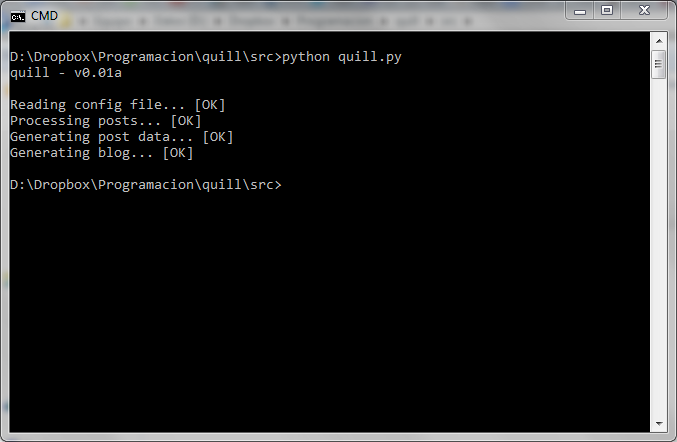 CMD
D:\Dropbox\Programacion\quill\src>python quill.py
quill - v0.01a
Reading config file... [OK]
Processing posts... [OK]
Generating post data... [OK]
Generating blog... [OK]
D:\Dropbox\Programacion\quill\src>